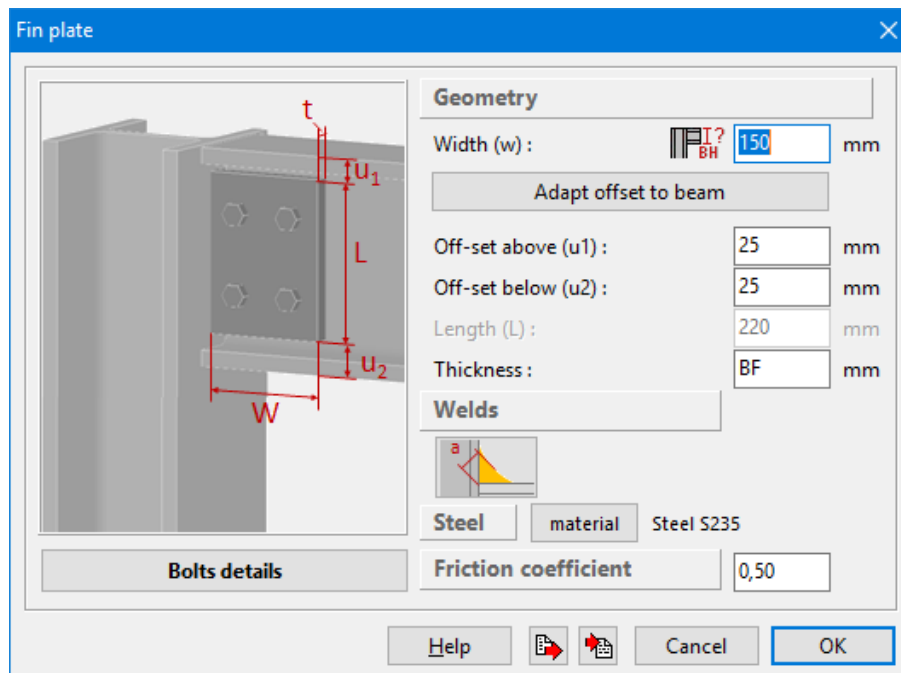 Fin plate
t
u1
L
u2
W
Bolts details
Geometry
Width (w) :
I?
BH
150
mm
Adapt offset to beam
Off-set above (u1) :
25
mm
Off-set below (u2) :
25
mm
Length (L) :
220
mm
Thickness :
BF
mm
Welds
a
Steel
material
Steel S235
Friction coefficient
0,50
Help
Cancel
OK